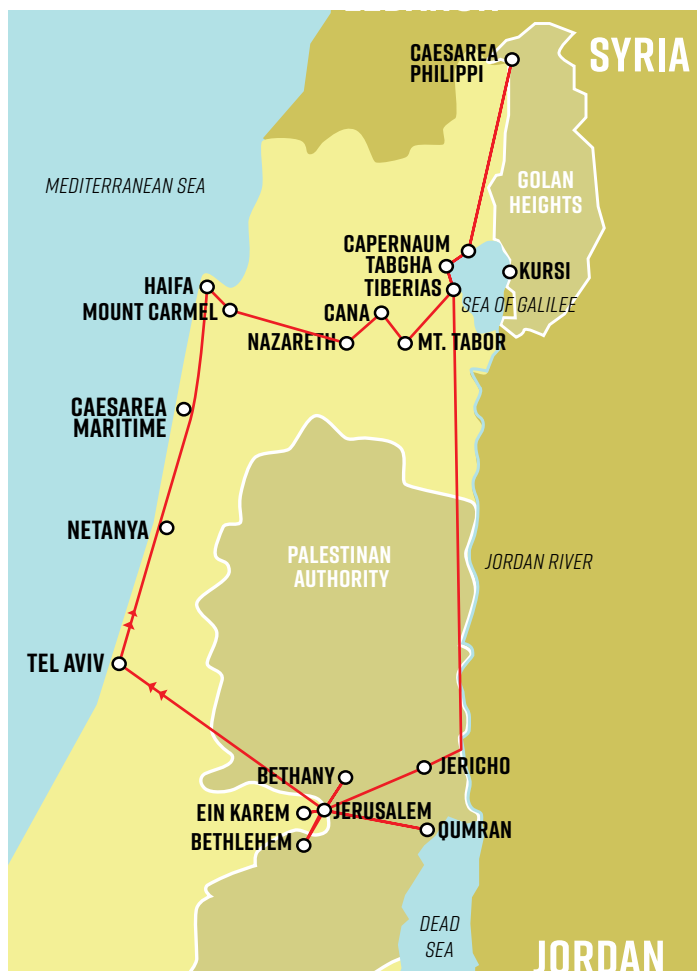 LEBANON
CAESAREA
PHILIPPI
SYRIA
MEDITERRANEAN SEA
GOLAN
HEIGHTS
CAPERNAUM
TABGHA
KURSI
HAIFA
TIBERIAS
SEA OF GALILEE
MOUNT CARMEL
CANA
NAZARETH
MT. TABOR
CAESAREA
MARITIME
NETANYA
PALESTINAN
AUTHORITY
JORDAN RIVER
TEL AVIV
BETHANY
JERICHO
EIN KAREM
JERUSALEM
QUMRAN
BETHLEHEM
DEAD
SEA
JORDAN